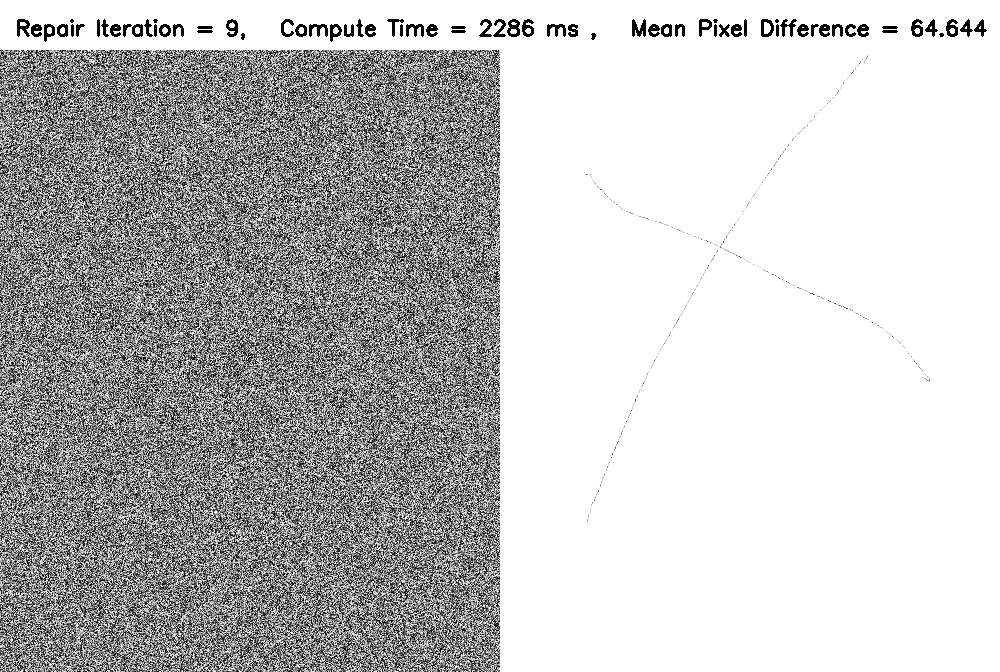 Repair Iteration = 9, Compute Time = 2286 ms , Mean Pixel Difference = 64.644